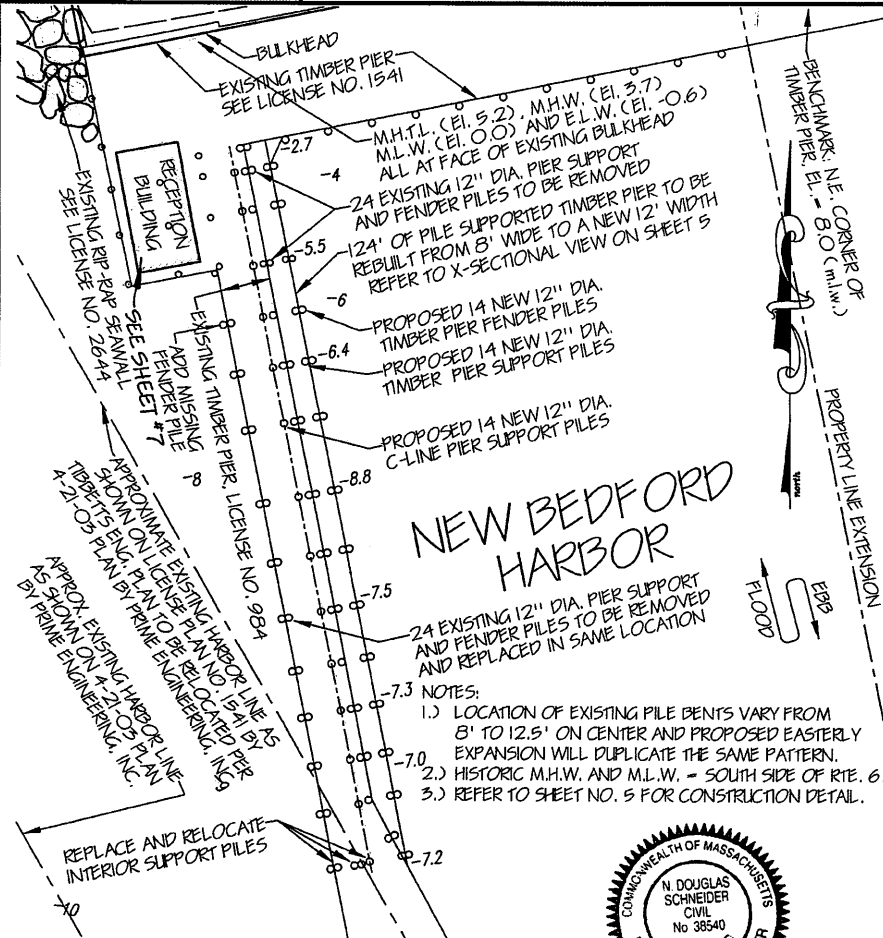 BULKHEAD
EXISTING TIMBER PIER
SEE LICENSE NO. 1541
M.H.T.L. (El. 5.2) , M.H.W. (El. 3.7)
M.L.W. (El. 0.0) AND E.L.W. (El. -0.6)
ALL AT FACE OF EXISTING BULKHEAD
BENCHMARK: N.E. CORNER OF
TIMBER PIER, EL. = 8.0 (m.l.w.)
RECEPTION
BUILDING
EXISTING RIP RAP SEAWALL
SEE LICENSE NO. 2644
-2.7
-4
24 EXISTING 12" DIA. PIER SUPPORT
AND FENDER PILES TO BE REMOVED
-5.5
124' OF PILE SUPPORTED TIMBER PIER TO BE
REBUILT FROM 8' WIDE TO A NEW 12' WIDTH
REFER TO X-SECTIONAL VIEW ON SHEET 5
-6
PROPOSED 14 NEW 12" DIA.
TIMBER PIER FENDER PILES
-6.4
PROPOSED 14 NEW 12" DIA.
TIMBER PIER SUPPORT PILES
PROPOSED 14 NEW 12" DIA.
C-LINE PIER SUPPORT PILES
SEE SHEET #7
ADD MISSING
FENDER PILE
EXISTING TIMBER PIER, LICENSE NO. 984
-8
-8.8
north
PROPERTY LINE EXTENSION
NEW BEDFORD
HARBOR
EBB
FLOOD
-7.5
24 EXISTING 12" DIA. PIER SUPPORT
AND FENDER PILES TO BE REMOVED
AND REPLACED IN SAME LOCATION
APPROXIMATE EXISTING HARBOR LINE AS
SHOWN ON LICENSE PLAN NO. 1541 BY
TIBBETTS ENG. PLAN TO BE RELOCATED PER
4-21-03 PLAN BY PRIME ENGINEERING, INC.
APPROX. EXISTING HARBOR LINE
AS SHOWN ON 4-21-03 PLAN
BY PRIME ENGINEERING, INC.
-7.3
NOTES:
1.) LOCATION OF EXISTING PILE BENTS VARY FROM
8' TO 12.5' ON CENTER AND PROPOSED EASTERLY
EXPANSION WILL DUPLICATE THE SAME PATTERN.
-7.0
2.) HISTORIC M.H.W. AND M.L.W. = SOUTH SIDE OF RTE. 6
3.) REFER TO SHEET NO. 5 FOR CONSTRUCTION DETAIL.
REPLACE AND RELOCATE
INTERIOR SUPPORT PILES
-7.2
-10
COMMONWEALTH OF MASSACHUSETTS
N. DOUGLAS
SCHNEIDER
CIVIL
No 38540